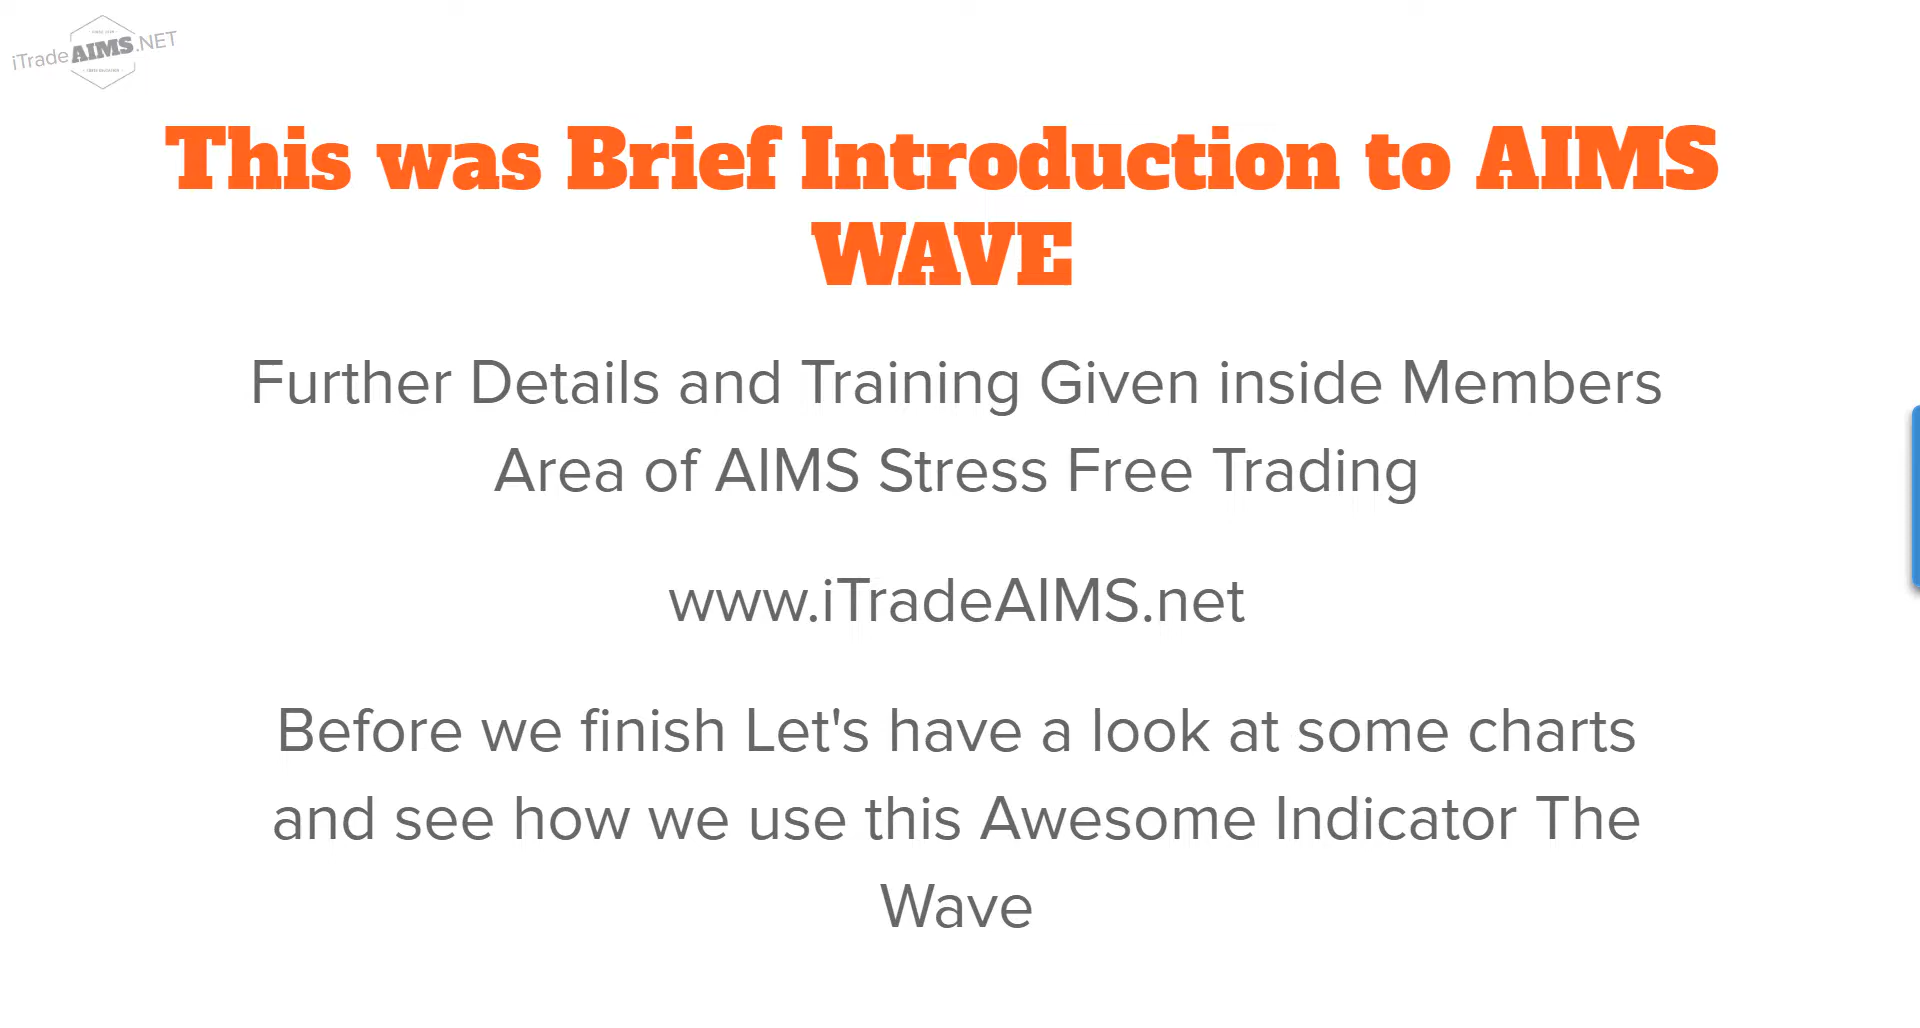 iTradeAIMS.NET
This was Brief Introduction to AIMS
WAVE
Further Details and Training Given inside Members
Area of AIMS Stress Free Trading
www.iTradeAIMS.net
Before we finish Let's have a look at some charts
and see how we use this Awesome Indicator The
Wave